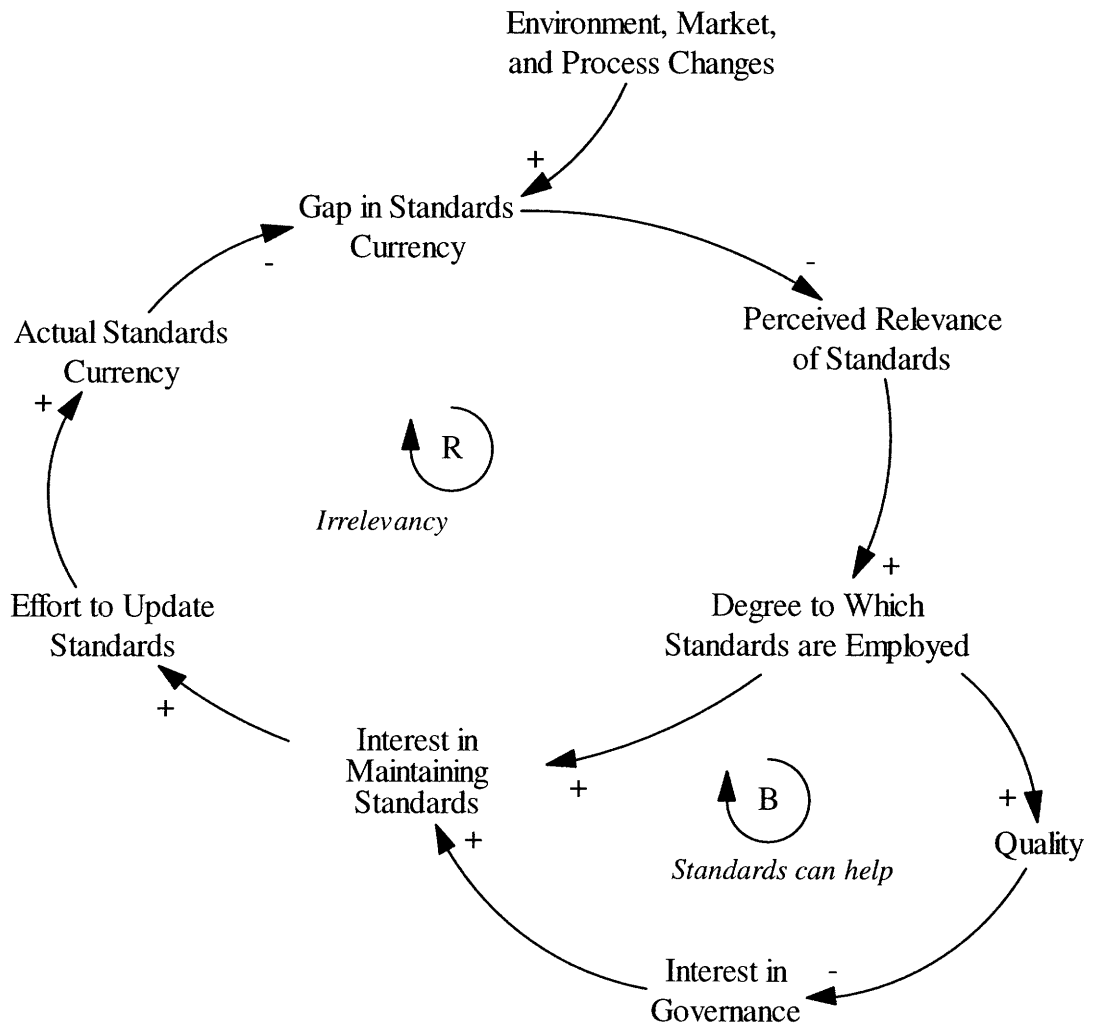 Environment, Market,
and Process Changes
+
Gap in Standards
Currency
-
-
Actual Standards
Currency
Perceived Relevance
of Standards
+
R
Irrelevancy
+
Effort to Update
Standards
Degree to Which
Standards are Employed
+
Interest in
Maintaining
Standards
+
B
+
+
Quality
Standards can help
Interest in
Governance
-